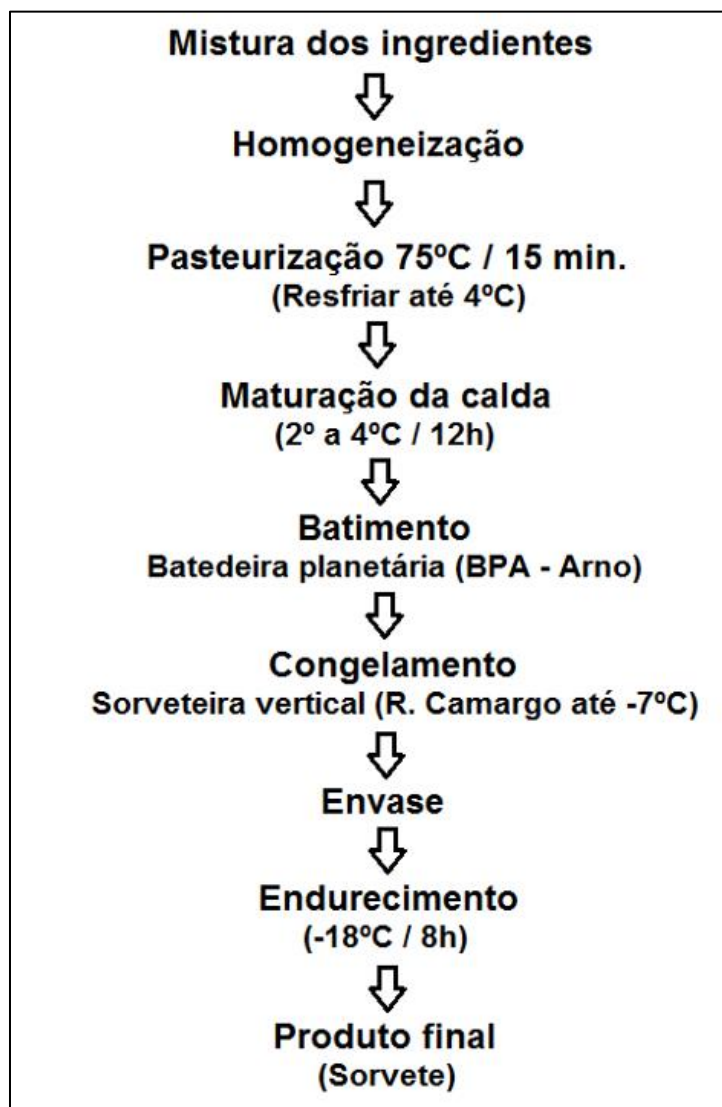 Mistura dos ingredientes
Homogeneização
Pasteurização 75ºC / 15 min.
(Resfriar até 4ºC)
Maturação da calda
(2º a 4ºC / 12h)
Batimento
Batedeira planetária (BPA - Arno)
Congelamento
Sorveteira vertical (R. Camargo até -7ºC)
Envase
Endurecimento
(-18ºC / 8h)
Produto final
(Sorvete)